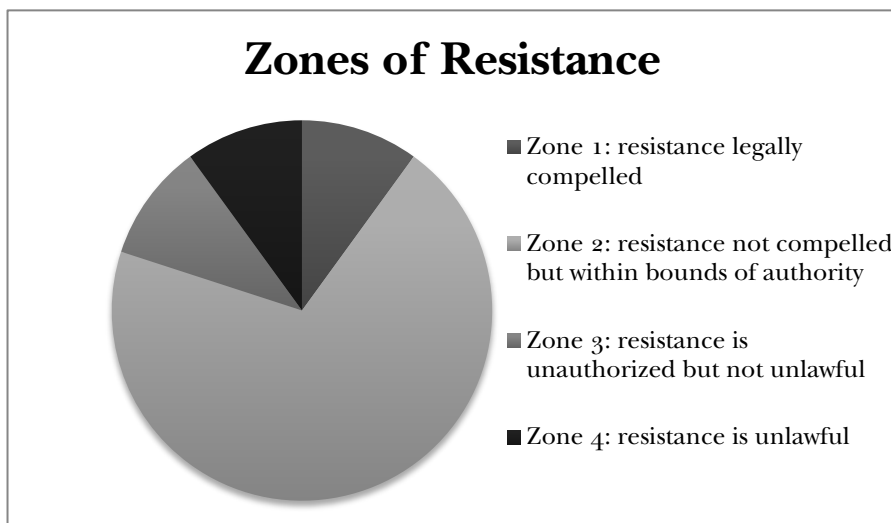 Zones of Resistance
Zone 1: resistance legally
compelled
Zone 2: resistance not compelled
but within bounds of authority
Zone 3: resistance is
unauthorized but not unlawful
Zone 4: resistance is unlawful